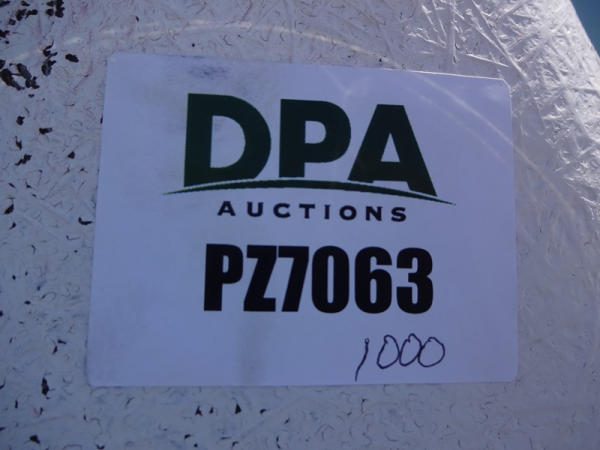 DPA
AUCTIONS
PZ7063
1000